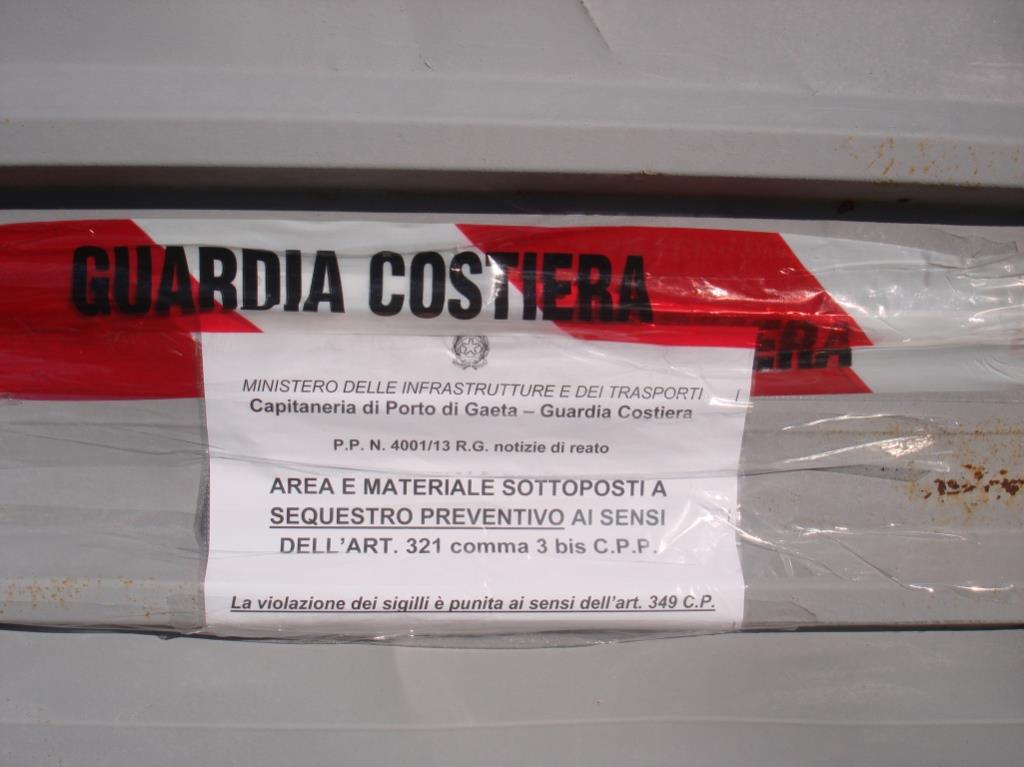 GUARDIA COSTIERA
ERA
MINISTERO DELLE INFRASTRUTTURE E DEI TRASPORTI
Capitaneria di Porto di Gaeta – Guardia Costiera
P.P. N. 4001/13 R.G. notizie di reato
AREA E MATERIALE SOTTOPOSTI A
SEQUESTRO PREVENTIVO AI SENSI
DELL'ART. 321 comma 3 bis C.P.P.
La violazione dei sigilli è punita ai sensi dell'art. 349 C.P.